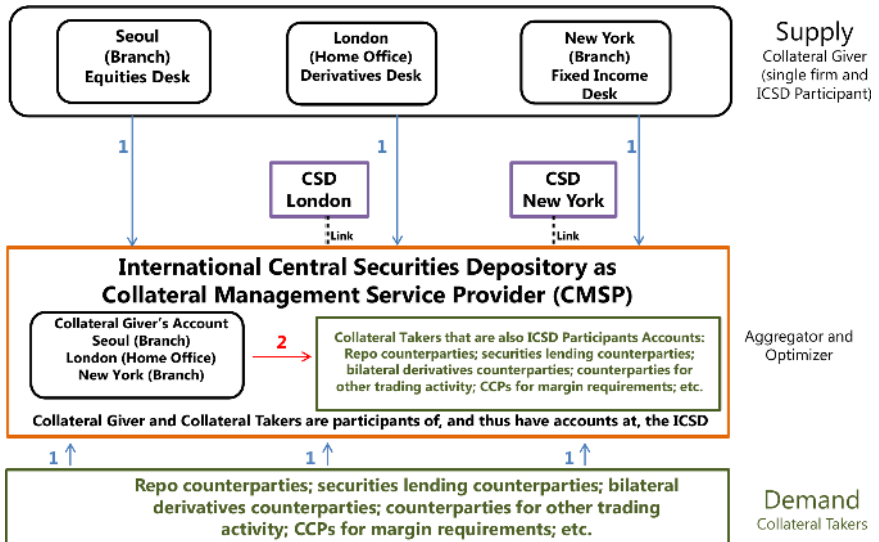 Seoul
(Branch)
Equities Desk
London
(Home Office)
Derivatives Desk
New York
(Branch)
Fixed Income
Desk
Supply
Collateral Giver
(single firm and
ICSD Participant)
1
1
1
CSD
London
CSD
New York
Link
Link
International Central Securities Depository as
Collateral Management Service Provider (CMSP)
Collateral Giver's Account
Seoul (Branch)
London (Home Office)
New York (Branch)
2
Collateral Takers that are also ICSD Participants Accounts:
Repo counterparties; securities lending counterparties;
bilateral derivatives counterparties; counterparties for
other trading activity; CCPs for margin requirements; etc.
Aggregator and
Optimizer
Collateral Giver and Collateral Takers are participants of, and thus have accounts at, the ICSD
1
1
1
Repo counterparties; securities lending counterparties; bilateral
derivatives counterparties; counterparties for other trading
activity; CCPs for margin requirements; etc.
Demand
Collateral Takers